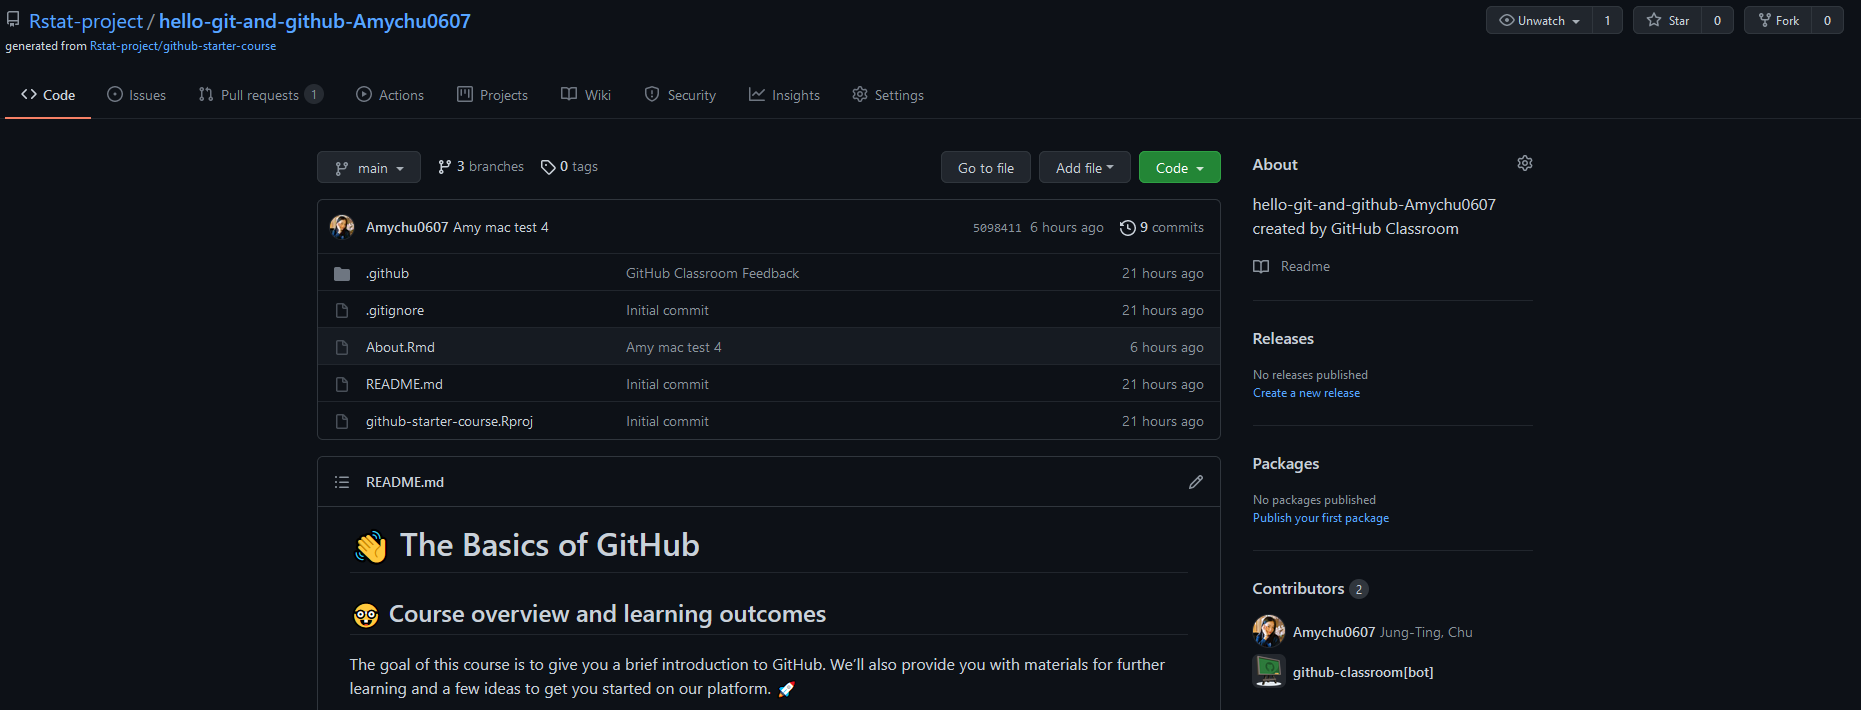 Rstat-project / hello-git-and-github-Amychu0607
Unwatch 1 Star 0 Fork 0
generated from Rstat-project/github-starter-course
Code Issues Pull requests 1 Actions Projects Wiki Security Insights Settings
main 3 branches 0 tags Go to file Add file Code
Amychu0607 Amy mac test 4 5098411 6 hours ago 9 commits
.github GitHub Classroom Feedback 21 hours ago
.gitignore Initial commit 21 hours ago
About.Rmd Amy mac test 4 6 hours ago
README.md Initial commit 21 hours ago
github-starter-course.Rproj Initial commit 21 hours ago
README.md
The Basics of GitHub
Course overview and learning outcomes
The goal of this course is to give you a brief introduction to GitHub. We’ll also provide you with materials for further
learning and a few ideas to get you started on our platform.
About
hello-git-and-github-Amychu0607
created by GitHub Classroom
Readme
Releases
No releases published
Create a new release
Packages
No packages published
Publish your first package
Contributors 2
Amychu0607 Jung-Ting, Chu
github-classroom[bot]